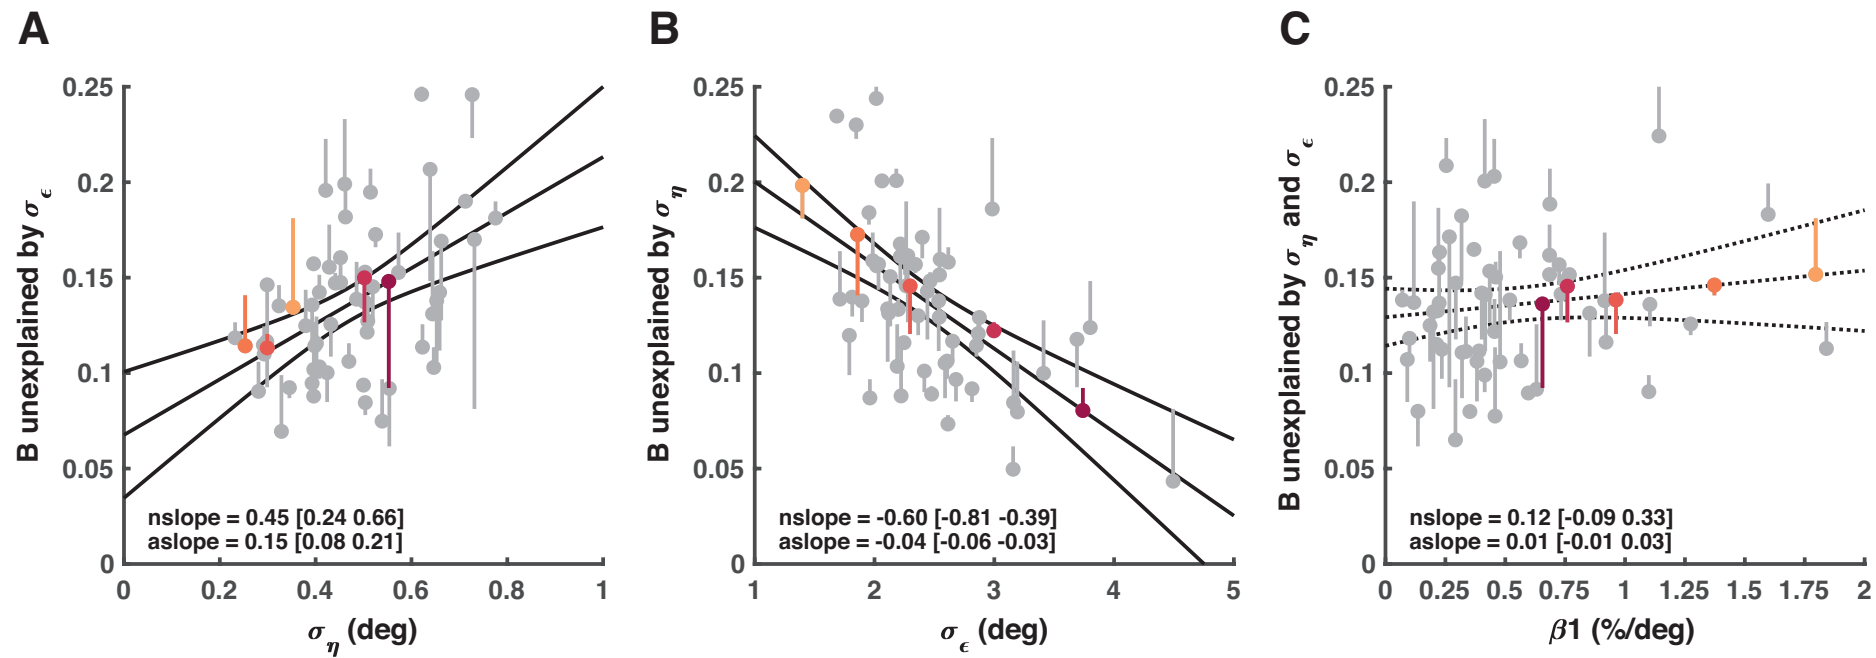 A
B unexplained by σϵ
0.25
0.2
0.15
0.1
0.05
0
nslope = 0.45 [0.24 0.66]
aslope = 0.15 [0.08 0.21]
0 0.2 0.4 0.6 0.8 1
ση (deg)
B
B unexplained by ση
0.25
0.2
0.15
0.1
0.05
0
nslope = -0.60 [-0.81 -0.39]
aslope = -0.04 [-0.06 -0.03]
1 2 3 4 5
σϵ (deg)
C
B unexplained by ση and σϵ
0.25
0.2
0.15
0.1
0.05
0
nslope = 0.12 [-0.09 0.33]
aslope = 0.01 [-0.01 0.03]
0 0.25 0.5 0.75 1 1.25 1.5 1.75 2
β1 (%/deg)